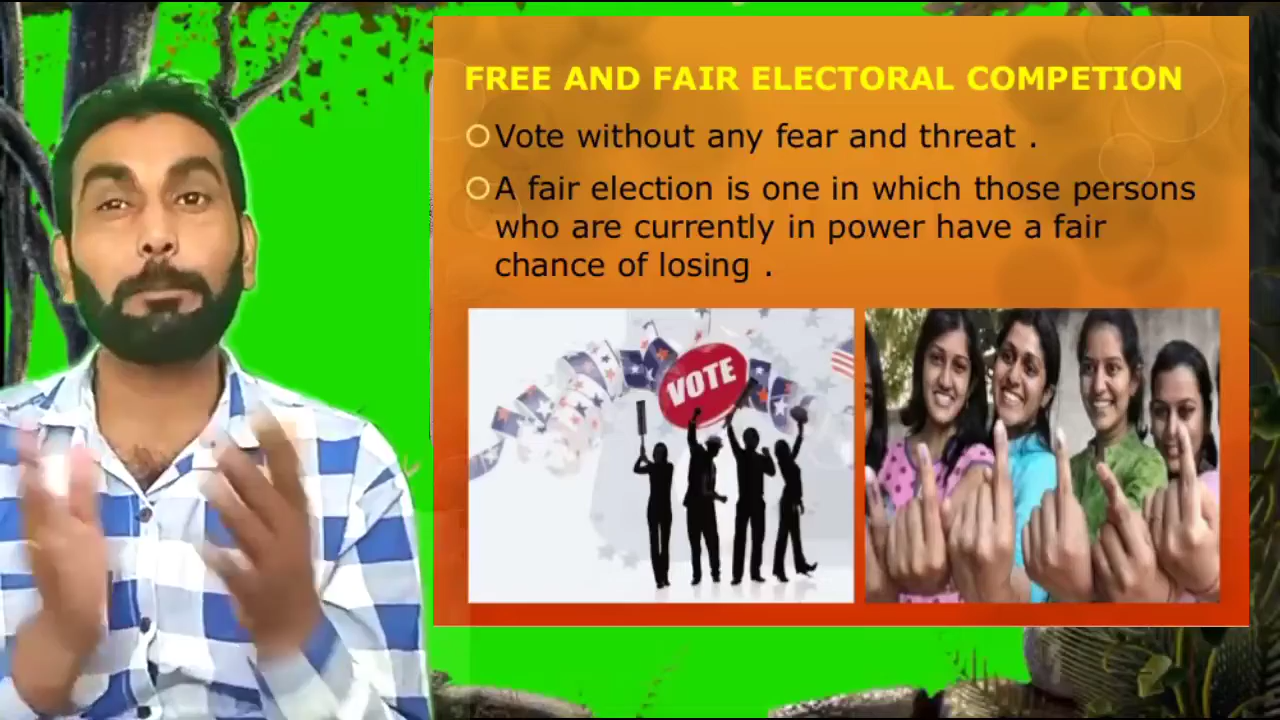 FREE AND FAIR ELECTORAL COMPETION
Vote without any fear and threat .
A fair election is one in which those persons
who are currently in power have a fair
chance of losing .
VOTE